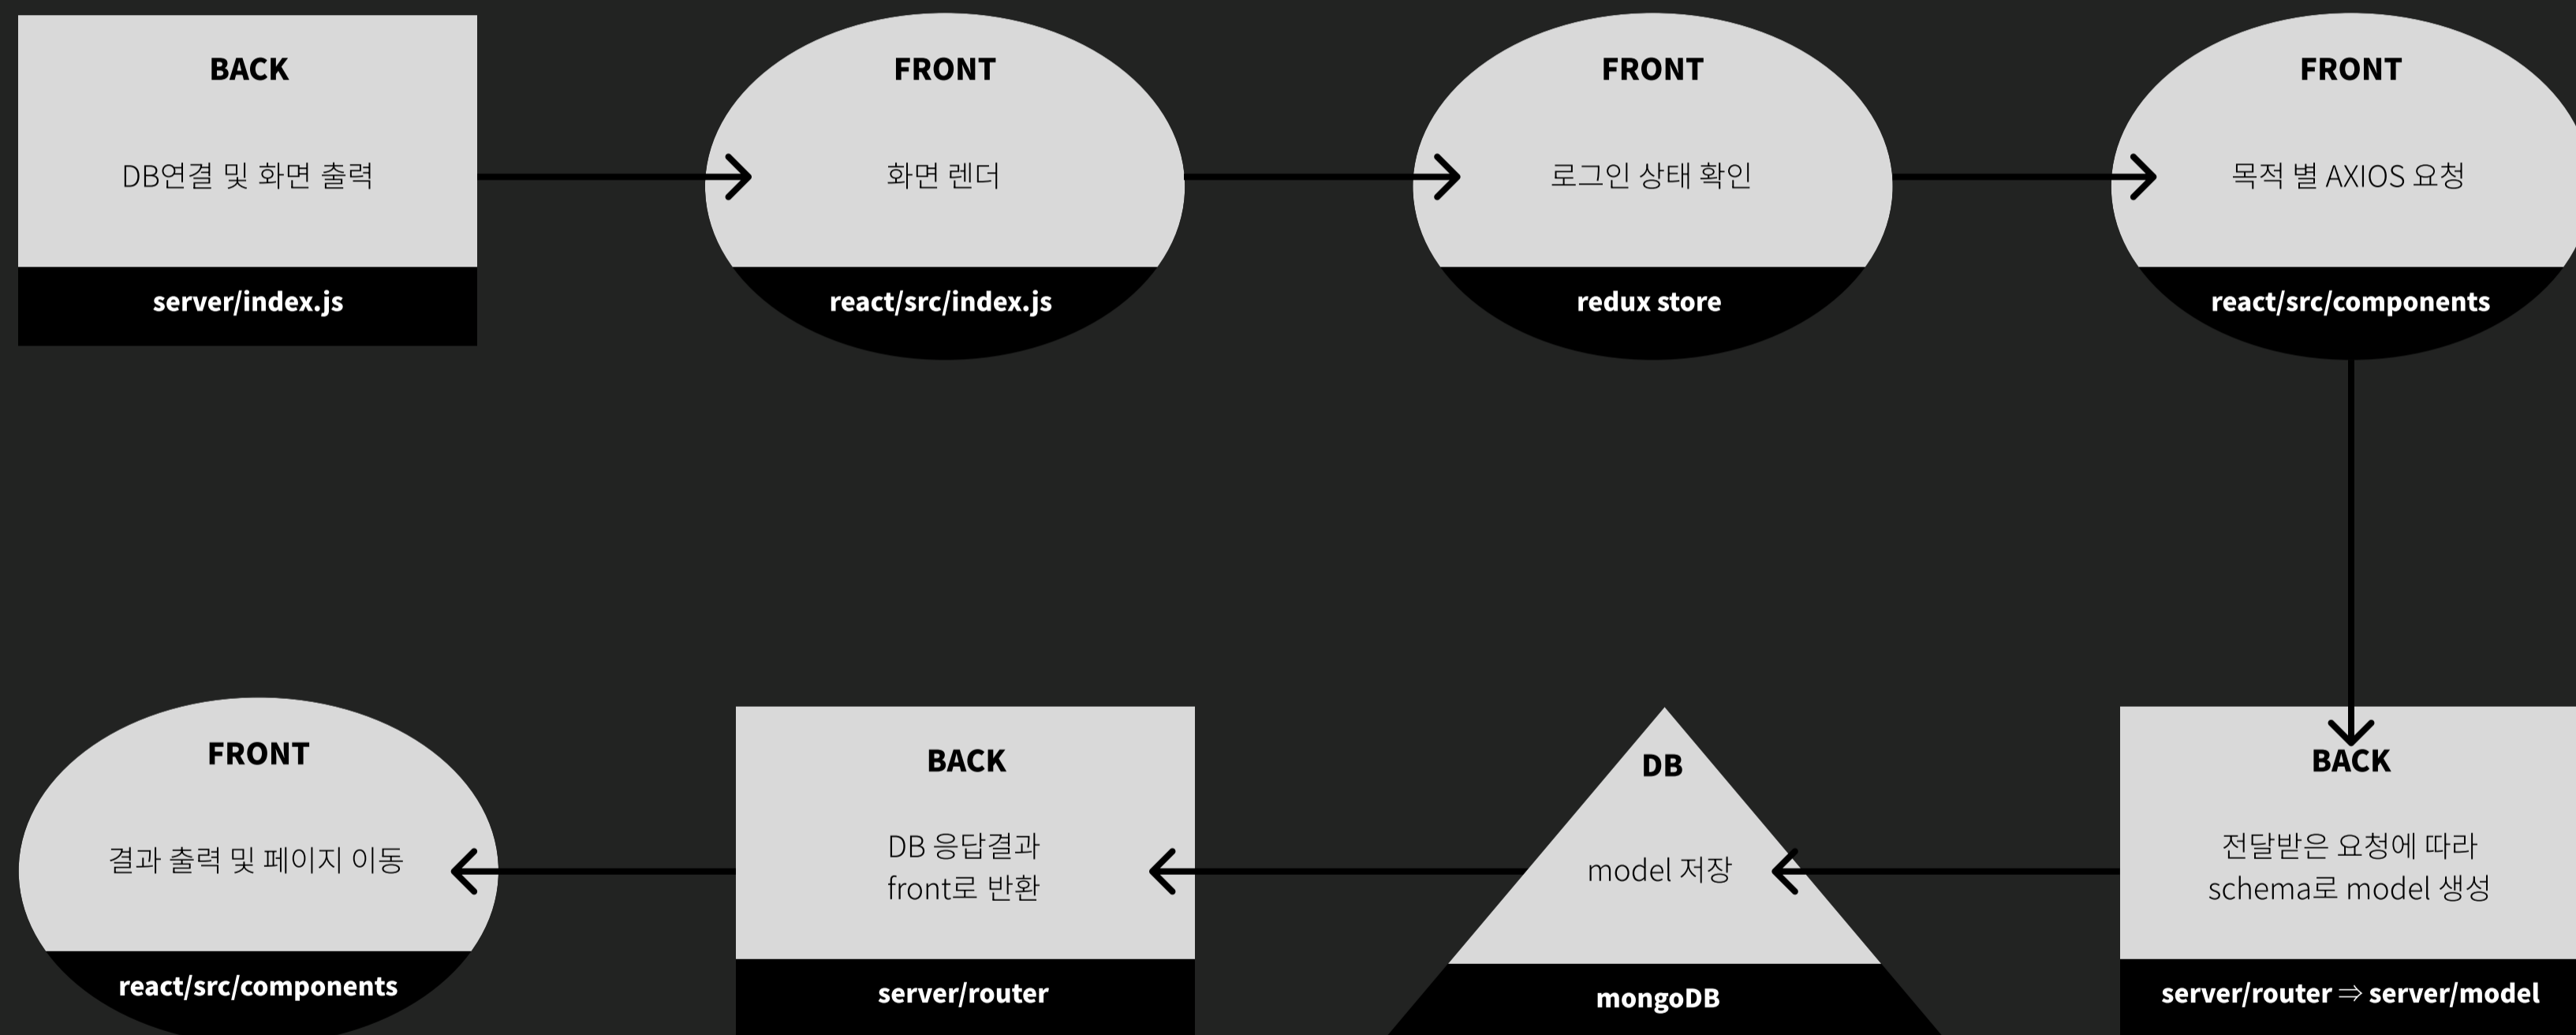 BACK
DB연결 및 화면 출력
server/index.js
FRONT
화면 렌더
react/src/index.js
FRONT
로그인 상태 확인
redux store
FRONT
목적 별 AXIOS 요청
react/src/components
BACK
전달받은 요청에 따라
schema로 model 생성
server/router ⇒ server/model
DB
model 저장
mongoDB
BACK
DB 응답결과
front로 반환
server/router
FRONT
결과 출력 및 페이지 이동
react/src/components